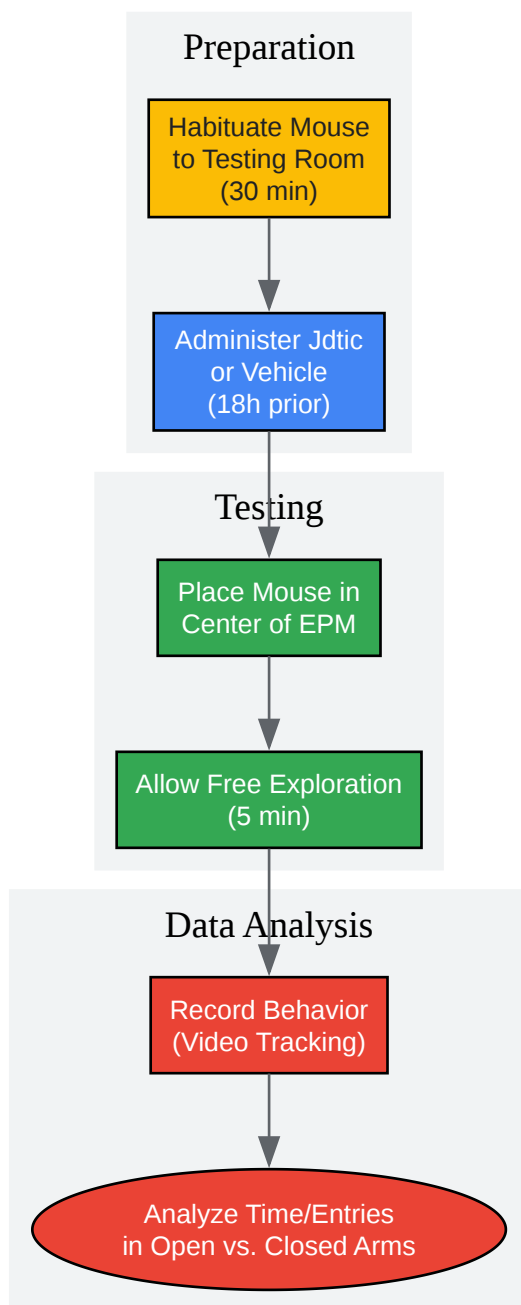 Preparation
Habituate Mouse
to Testing Room
(30 min)
Administer Jdtic
or Vehicle
(18h prior)
Testing
Place Mouse in
Center of EPM
Allow Free Exploration
(5 min)
Data Analysis
Record Behavior
(Video Tracking)
Analyze Time/Entries
in Open vs. Closed Arms